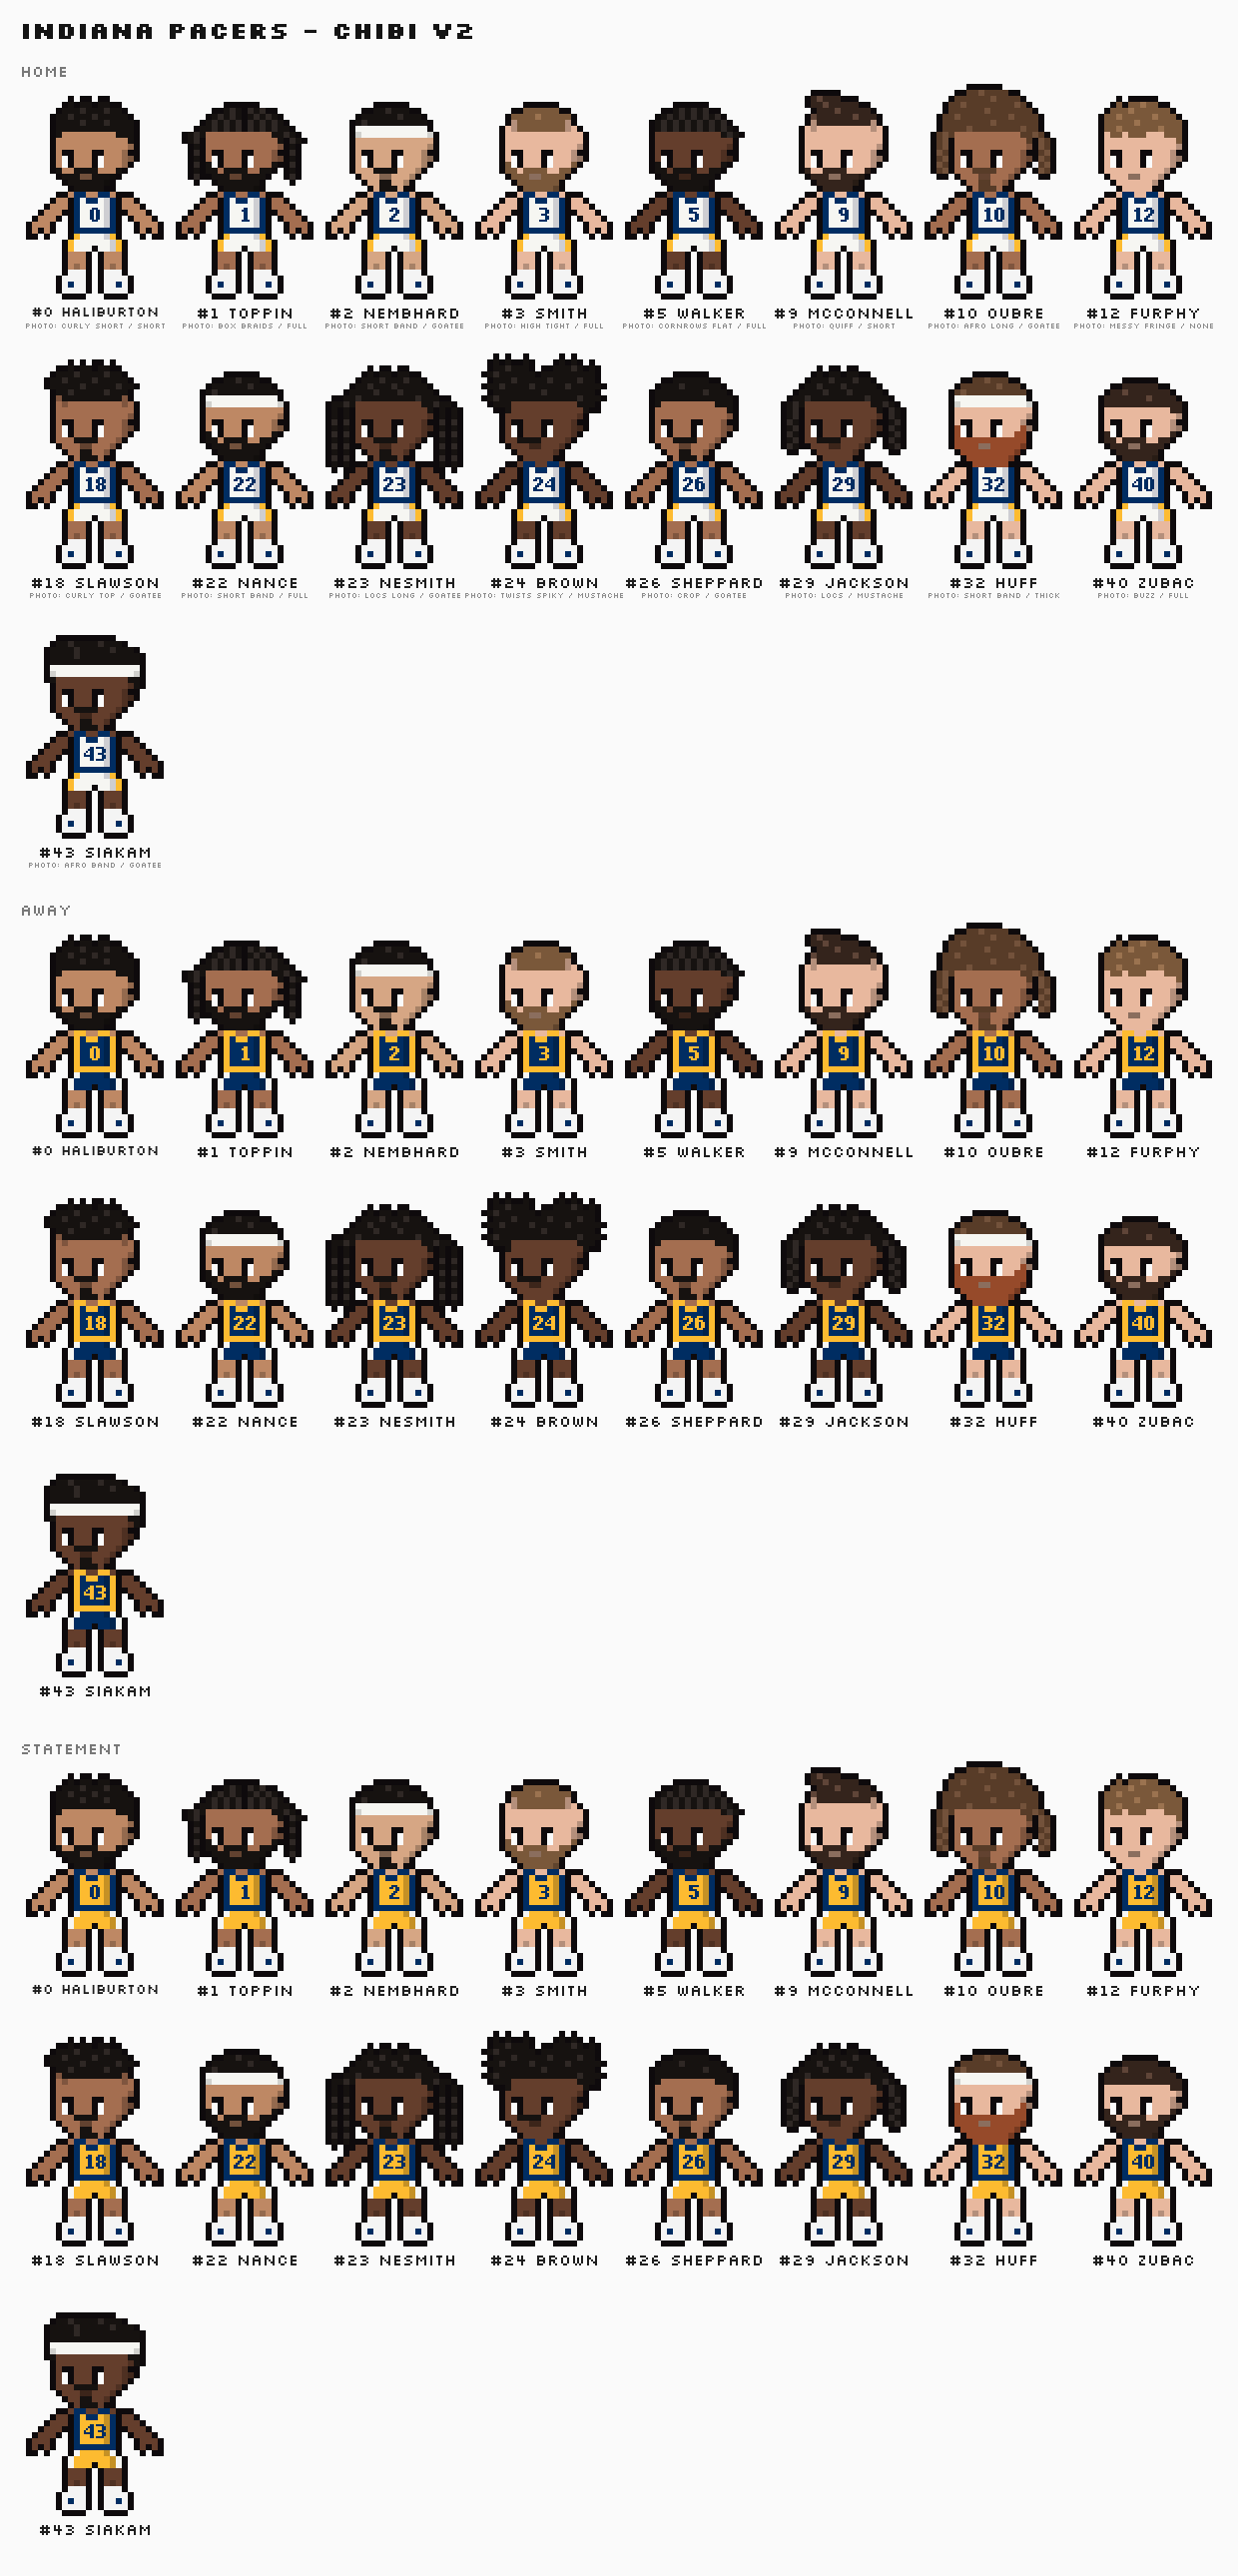 INDIANA PACERS - CHIBI V2
HOME
0 1 2 3 5 9 10 12
#0 HALIBURTON #1 TOPPIN #2 NEMBHARD #3 SMITH #5 WALKER #9 MCCONNELL #10 OUBRE #12 FURPHY
PHOTO: CURLY SHORT / SHORT PHOTO: BOX BRAIDS / FULL PHOTO: SHORT BAND / GOATEE PHOTO: HIGH TIGHT / FULL PHOTO: CORNROWS FLAT / FULL PHOTO: QUIFF / SHORT PHOTO: AFRO LONG / GOATEE PHOTO: MESSY FRINGE / NONE
18 22 23 24 26 29 32 40
#18 SLAWSON #22 NANCE #23 NESMITH #24 BROWN #26 SHEPPARD #29 JACKSON #32 HUFF #40 ZUBAC
PHOTO: CURLY TOP / GOATEE PHOTO: SHORT BAND / FULL PHOTO: LOCS LONG / GOATEE PHOTO: TWISTS SPIKY / MUSTACHE PHOTO: CROP / GOATEE PHOTO: LOCS / MUSTACHE PHOTO: SHORT BAND / THICK PHOTO: BUZZ / FULL
43
#43 SIAKAM
PHOTO: AFRO BAND / GOATEE
AWAY
0 1 2 3 5 9 10 12
#0 HALIBURTON #1 TOPPIN #2 NEMBHARD #3 SMITH #5 WALKER #9 MCCONNELL #10 OUBRE #12 FURPHY
18 22 23 24 26 29 32 40
#18 SLAWSON #22 NANCE #23 NESMITH #24 BROWN #26 SHEPPARD #29 JACKSON #32 HUFF #40 ZUBAC
43
#43 SIAKAM
STATEMENT
0 1 2 3 5 9 10 12
#0 HALIBURTON #1 TOPPIN #2 NEMBHARD #3 SMITH #5 WALKER #9 MCCONNELL #10 OUBRE #12 FURPHY
18 22 23 24 26 29 32 40
#18 SLAWSON #22 NANCE #23 NESMITH #24 BROWN #26 SHEPPARD #29 JACKSON #32 HUFF #40 ZUBAC
43
#43 SIAKAM